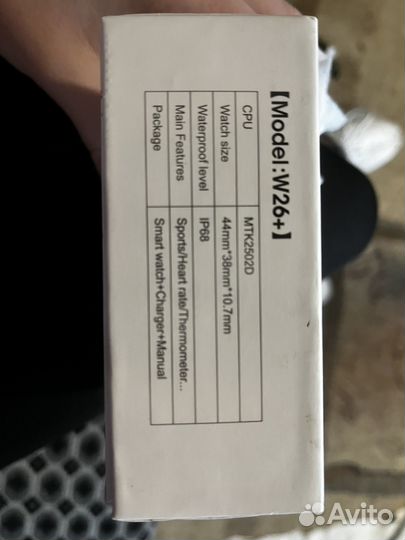 【Model:W26+】
CPU MTK2502D
Watch size 44mm*38mm*10.7mm
Waterproof level IP68
Main Features Sports/Heart rate/Thermometer...
Package Smart watch+Charger+Manual
Avito